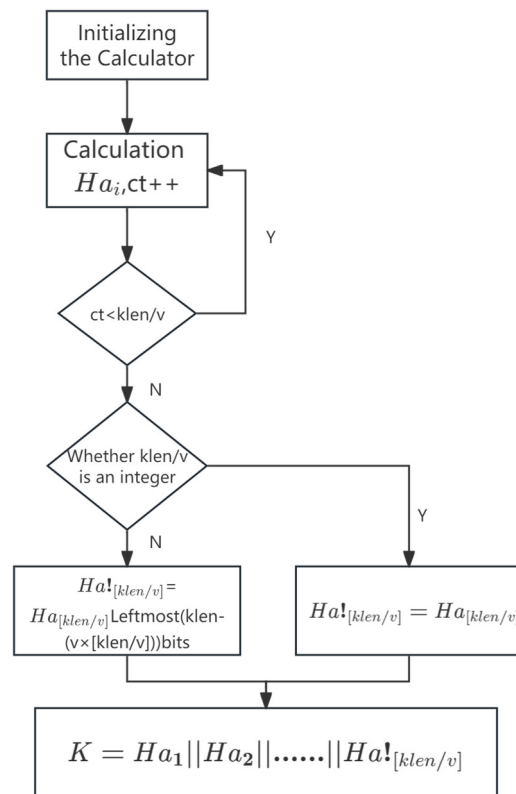 Initializing
the Calculator
Calculation
Ha_i,ct++
Y
ct<klen/v
N
Whether klen/v
is an integer
Y
N
Ha!_[klen/v]=
Ha_[klen/v]Leftmost(klen-
(v×[klen/v]))bits
Ha!_[klen/v] = Ha_[klen/v]
K = Ha_1||Ha_2||......||Ha!_[klen/v]